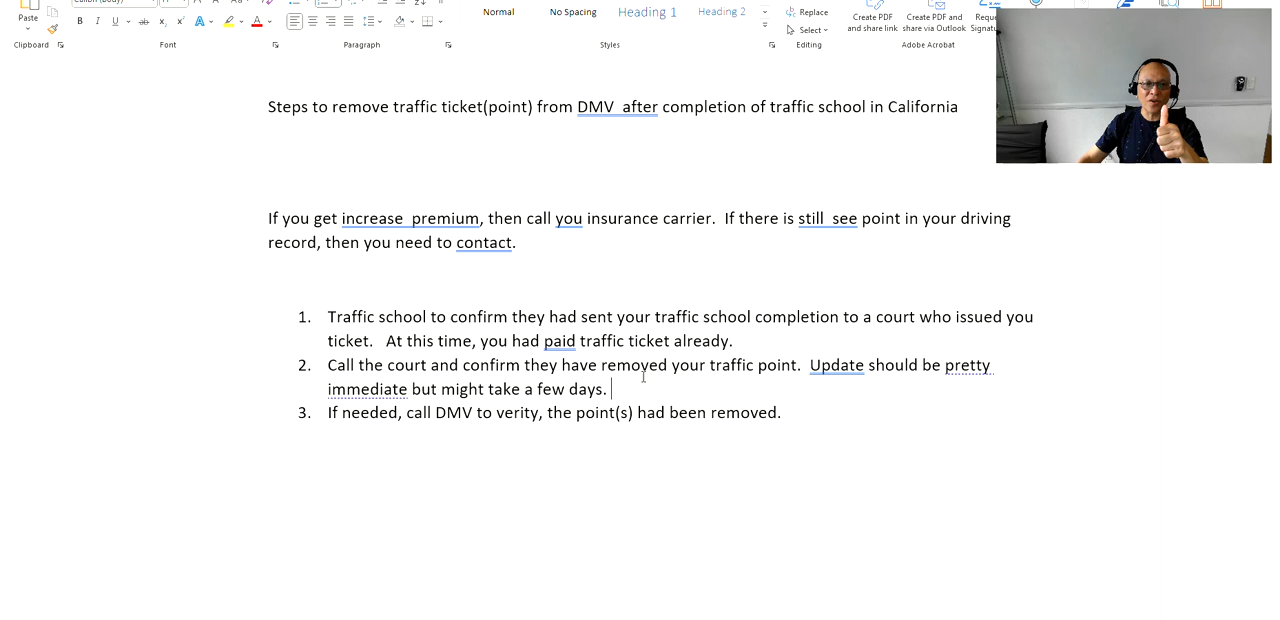 Paste
Clipboard
Font
Paragraph
Normal
No Spacing
Heading 1
Heading 2
Styles
Replace
Select
Editing
Create PDF
and share link
Create PDF and
share via Outlook
Adobe Acrobat
Steps to remove traffic ticket(point) from DMV  after completion of traffic school in California
If you get increase  premium, then call you insurance carrier.  If there is still  see point in your driving
record, then you need to contact.
1. Traffic school to confirm they had sent your traffic school completion to a court who issued you
ticket.   At this time, you had paid traffic ticket already.
2. Call the court and confirm they have removed your traffic point.  Update should be pretty
immediate but might take a few days.
3. If needed, call DMV to verity, the point(s) had been removed.